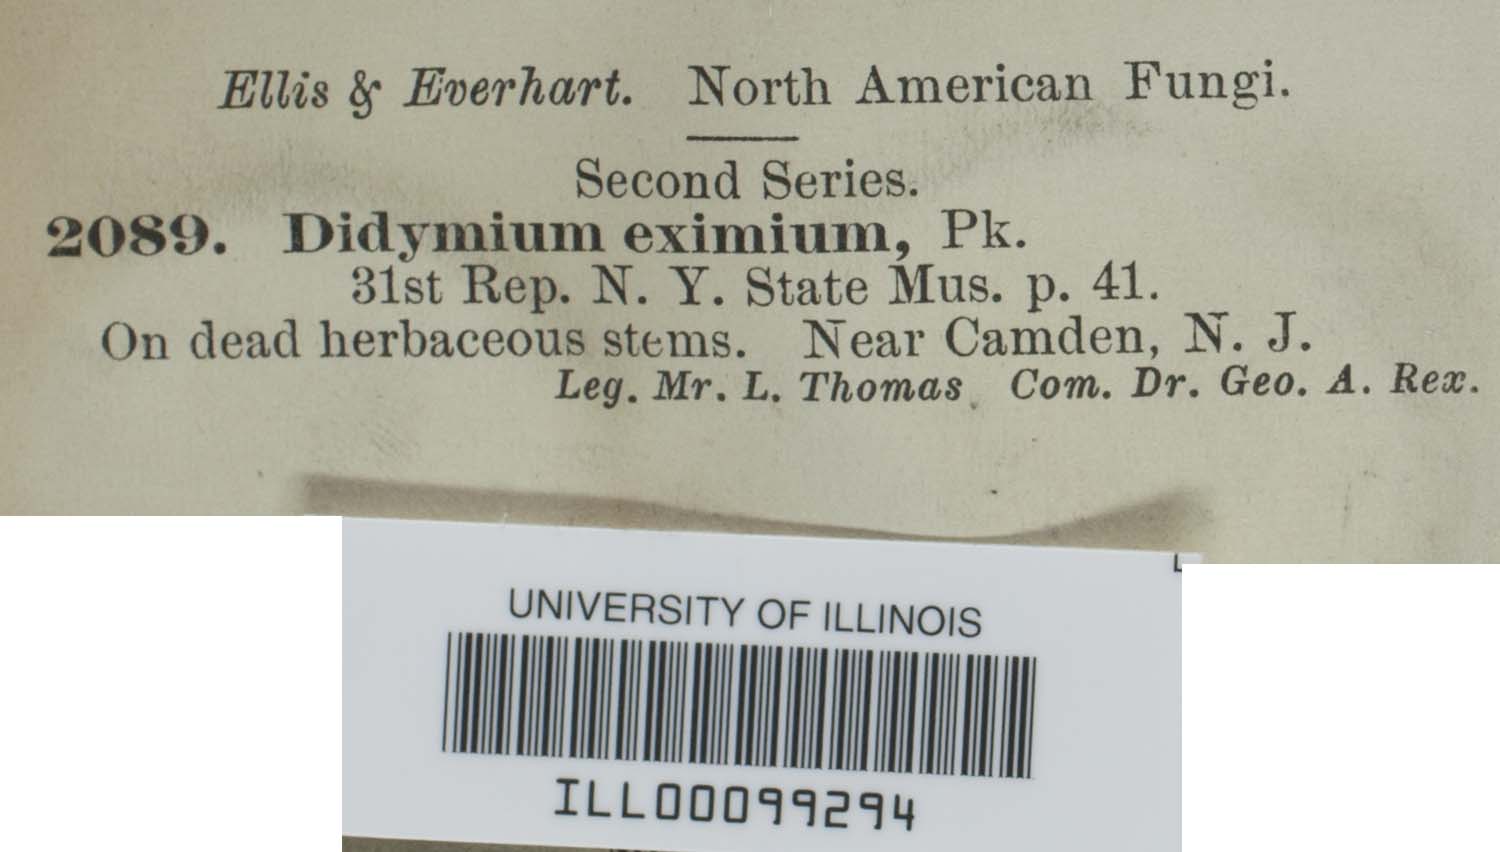 Ellis & Everhart. North American Fungi.
Second Series.
2089. Didymium eximium, Pk.
31st Rep. N. Y. State Mus. p. 41.
On dead herbaceous stems. Near Camden, N. J.
Leg. Mr. L. Thomas. Com. Dr. Geo. A. Rex.
UNIVERSITY OF ILLINOIS
ILL00099294